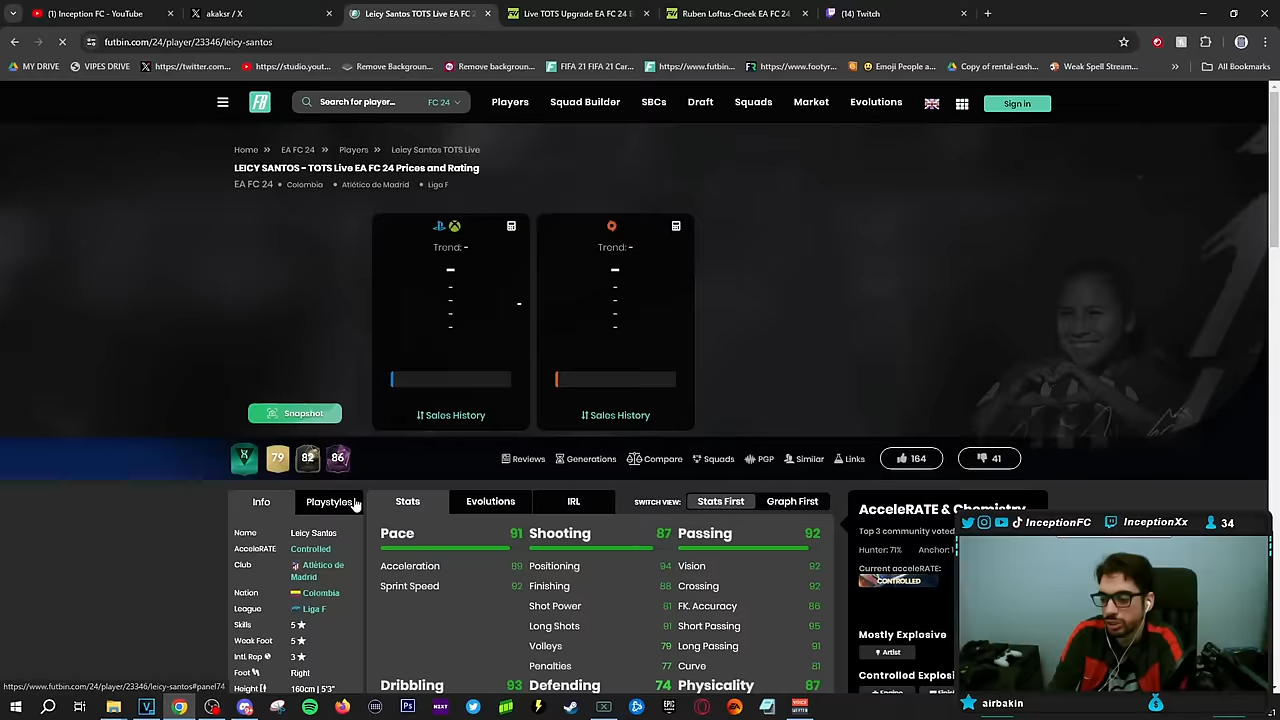 (1) Inception FC - YouTube
akaksr / X
Leicy Santos TOTS Live EA FC 2
Live TOTS Upgrade EA FC 24 E
Ruben Loftus-Cheek EA FC 24
(14) Twitch
futbin.com/24/player/23346/leicy-santos
MY DRIVE
VIPES DRIVE
https://twitter.com...
https://studio.yout...
Remove Backgroun...
Remove backgroun...
FIFA 21 FIFA 21 Car...
https://www.futbin...
https://www.footyr...
Emoji People a...
Copy of rental-cash...
Weak Spell Stream...
All Bookmarks
Search for player... FC 24
Players
Squad Builder
SBCs
Draft
Squads
Market
Evolutions
Sign in
Home » EA FC 24 » Players » Leicy Santos TOTS Live
LEICY SANTOS - TOTS Live EA FC 24 Prices and Rating
EA FC 24 • Colombia • Atlético de Madrid • Liga F
Trend: -
Trend: -
Sales History
Sales History
Snapshot
79 82 86
Reviews
Generations
Compare
Squads
PGP
Similar
Links
164
41
Info
Playstyles
Stats
Evolutions
IRL
SWITCH VIEW:
Stats First
Graph First
AcceleRATE & Chemistry
Top 3 community voted
Hunter: 71% Anchor:
Current acceleRATE:
CONTROLLED
Mostly Explosive
Artist
Controlled Explosi
Engine
Name Leicy Santos
AcceleRATE Controlled
Club Atlético de Madrid
Nation Colombia
League Liga F
Skills 5
Weak Foot 5
Intl. Rep 3
Foot Right
Height 160cm | 5'3"
Pace 91
Acceleration 89
Sprint Speed 92
Shooting 87
Positioning 94
Finishing 88
Shot Power 81
Long Shots 91
Volleys 79
Penalties 77
Passing 92
Vision 92
Crossing 92
FK. Accuracy 86
Short Passing 95
Long Passing 91
Curve 81
Dribbling 93
Defending 74
Physicality 87
https://www.futbin.com/24/player/23346/leicy-santos#panel74
InceptionFC
InceptionXx
34
airbakin